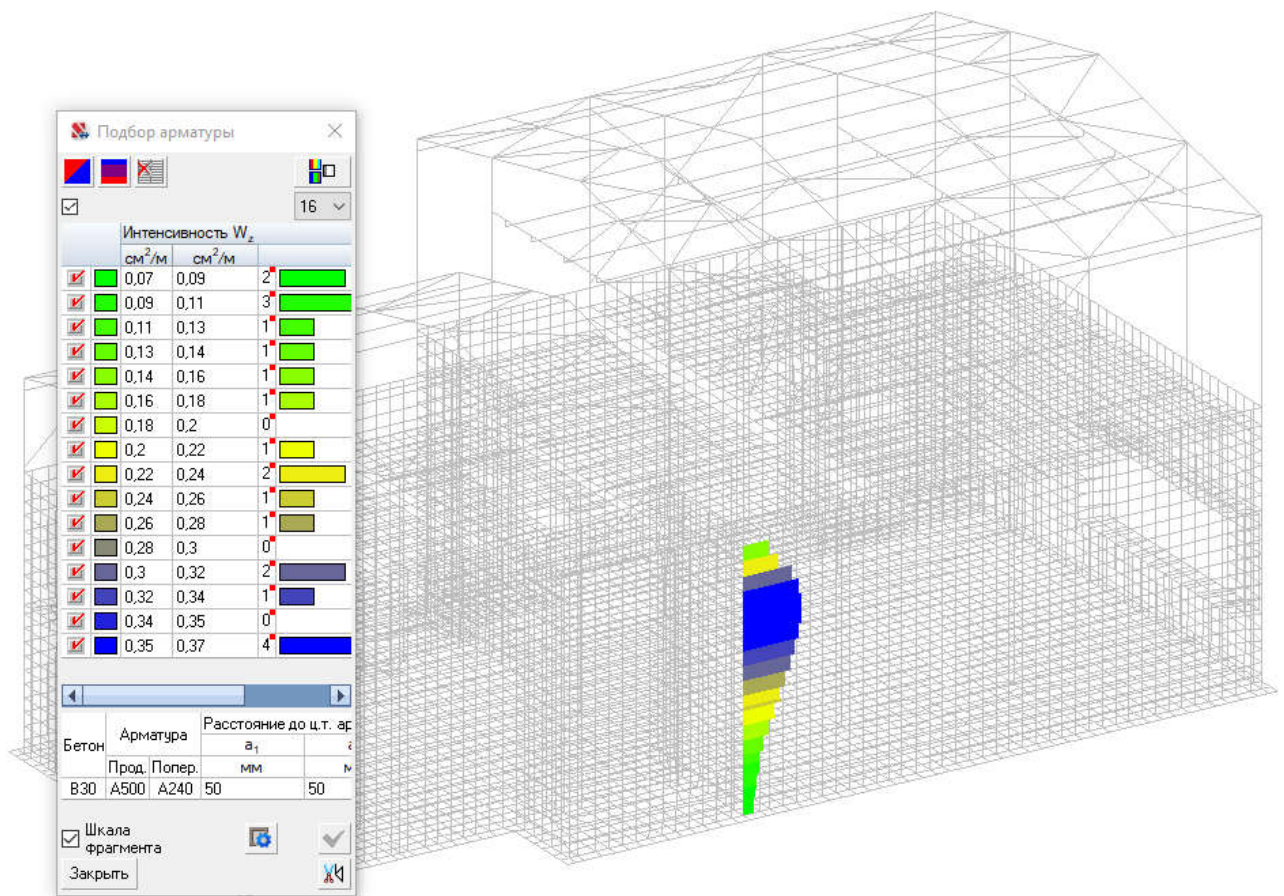 Подбор арматуры
16
Интенсивность Wz
см²/м см²/м
0,07 0,09 2
0,09 0,11 3
0,11 0,13 1
0,13 0,14 1
0,14 0,16 1
0,16 0,18 1
0,18 0,2 0
0,2 0,22 1
0,22 0,24 2
0,24 0,26 1
0,26 0,28 1
0,28 0,3 0
0,3 0,32 2
0,32 0,34 1
0,34 0,35 0
0,35 0,37 4
Бетон Арматура Расстояние до ц.т. ар
a₁
Прод. Попер. мм м
B30 A500 A240 50 50
Шкала
фрагмента
Закрыть